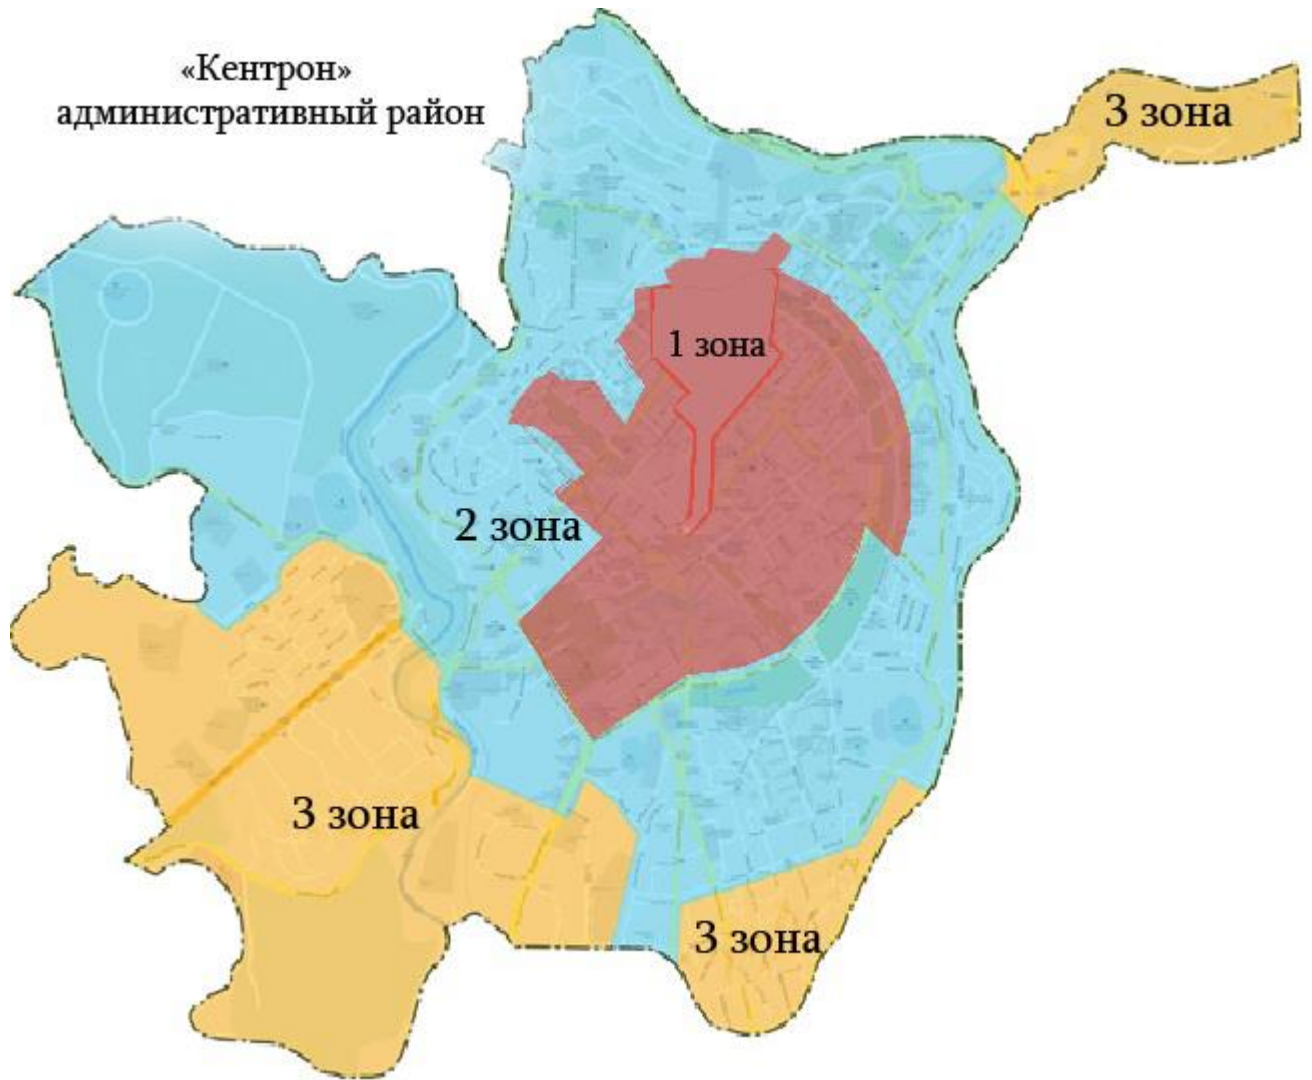 «Кентрон»
административный район
3 зона
1 зона
2 зона
3 зона
3 зона